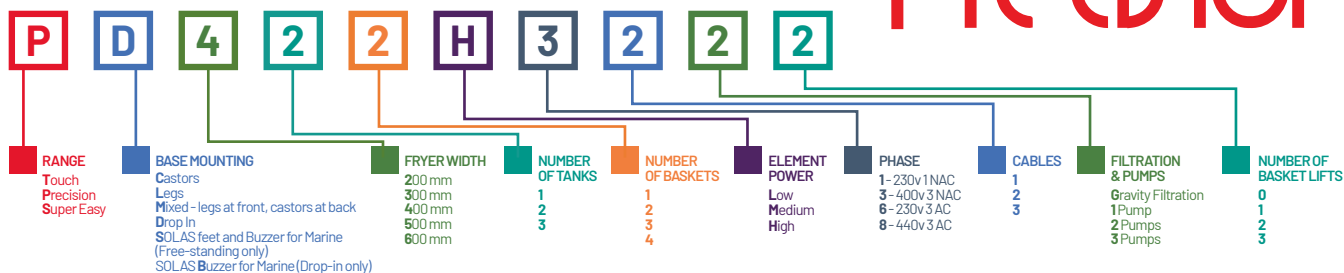 P D 4 2 2 H 3 2 2 2
RANGE
Touch
Precision
Super Easy
BASE MOUNTING
Castors
Legs
Mixed - legs at front, castors at back
Drop In
SOLAS feet and Buzzer for Marine
(Free-standing only)
SOLAS Buzzer for Marine (Drop-in only)
FRYER WIDTH
200 mm
300 mm
400 mm
500 mm
600 mm
NUMBER
OF TANKS
1
2
3
NUMBER
OF BASKETS
1
2
3
4
ELEMENT
POWER
Low
Medium
High
PHASE
1 - 230v 1 NAC
3 - 400v 3 NAC
6 - 230v 3 AC
8 - 440v 3 AC
CABLES
1
2
3
FILTRATION
& PUMPS
Gravity Filtration
1 Pump
2 Pumps
3 Pumps
NUMBER OF
BASKET LIFTS
0
1
2
3